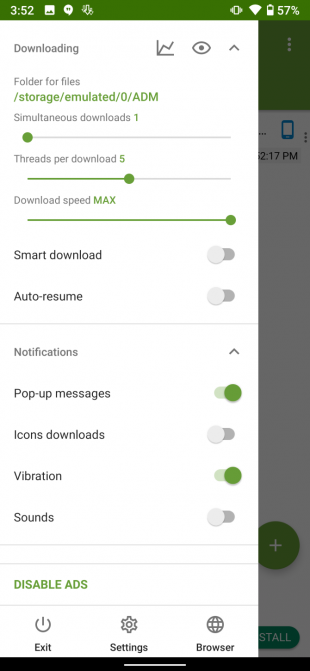 3:52
57%
Downloading
Folder for files
/storage/emulated/0/ADM
Simultaneous downloads 1
...
52:17 PM
Threads per download 5
Download speed MAX
Smart download
Auto-resume
Notifications
Pop-up messages
Icons downloads
Vibration
Sounds
+
DISABLE ADS
STALL
Exit
Settings
Browser